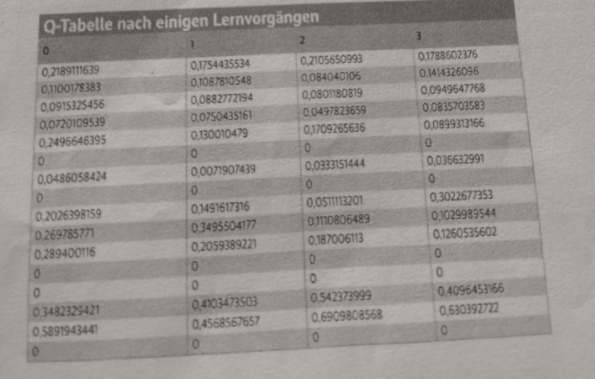 Q-Tabelle nach einigen Lernvorgängen
0 1 2 3
0,2189111639 0,1754435534 0,2105650993 0,1788602376
0,1100178383 0,1087810548 0,084040106 0,1414326096
0,0915325456 0,0882772194 0,0801180819 0,0949647768
0,0720109539 0,0750435161 0,0497823659 0,0835703583
0,2496646395 0,130010479 0,1709265636 0,0899313166
0 0 0 0
0,0486058424 0,0071907439 0,0333151444 0,036632991
0 0 0 0
0,2026398159 0,1491617316 0,0511113201 0,3022677353
0,269785771 0,3495504177 0,1110806489 0,1029989544
0,289400116 0,2059389221 0,187006113 0,1260535602
0 0 0 0
0 0 0 0
0,3482329421 0,4103473503 0,542373999 0,4096453166
0,5891943441 0,4568567657 0,6909808568 0,630392722
0 0 0 0